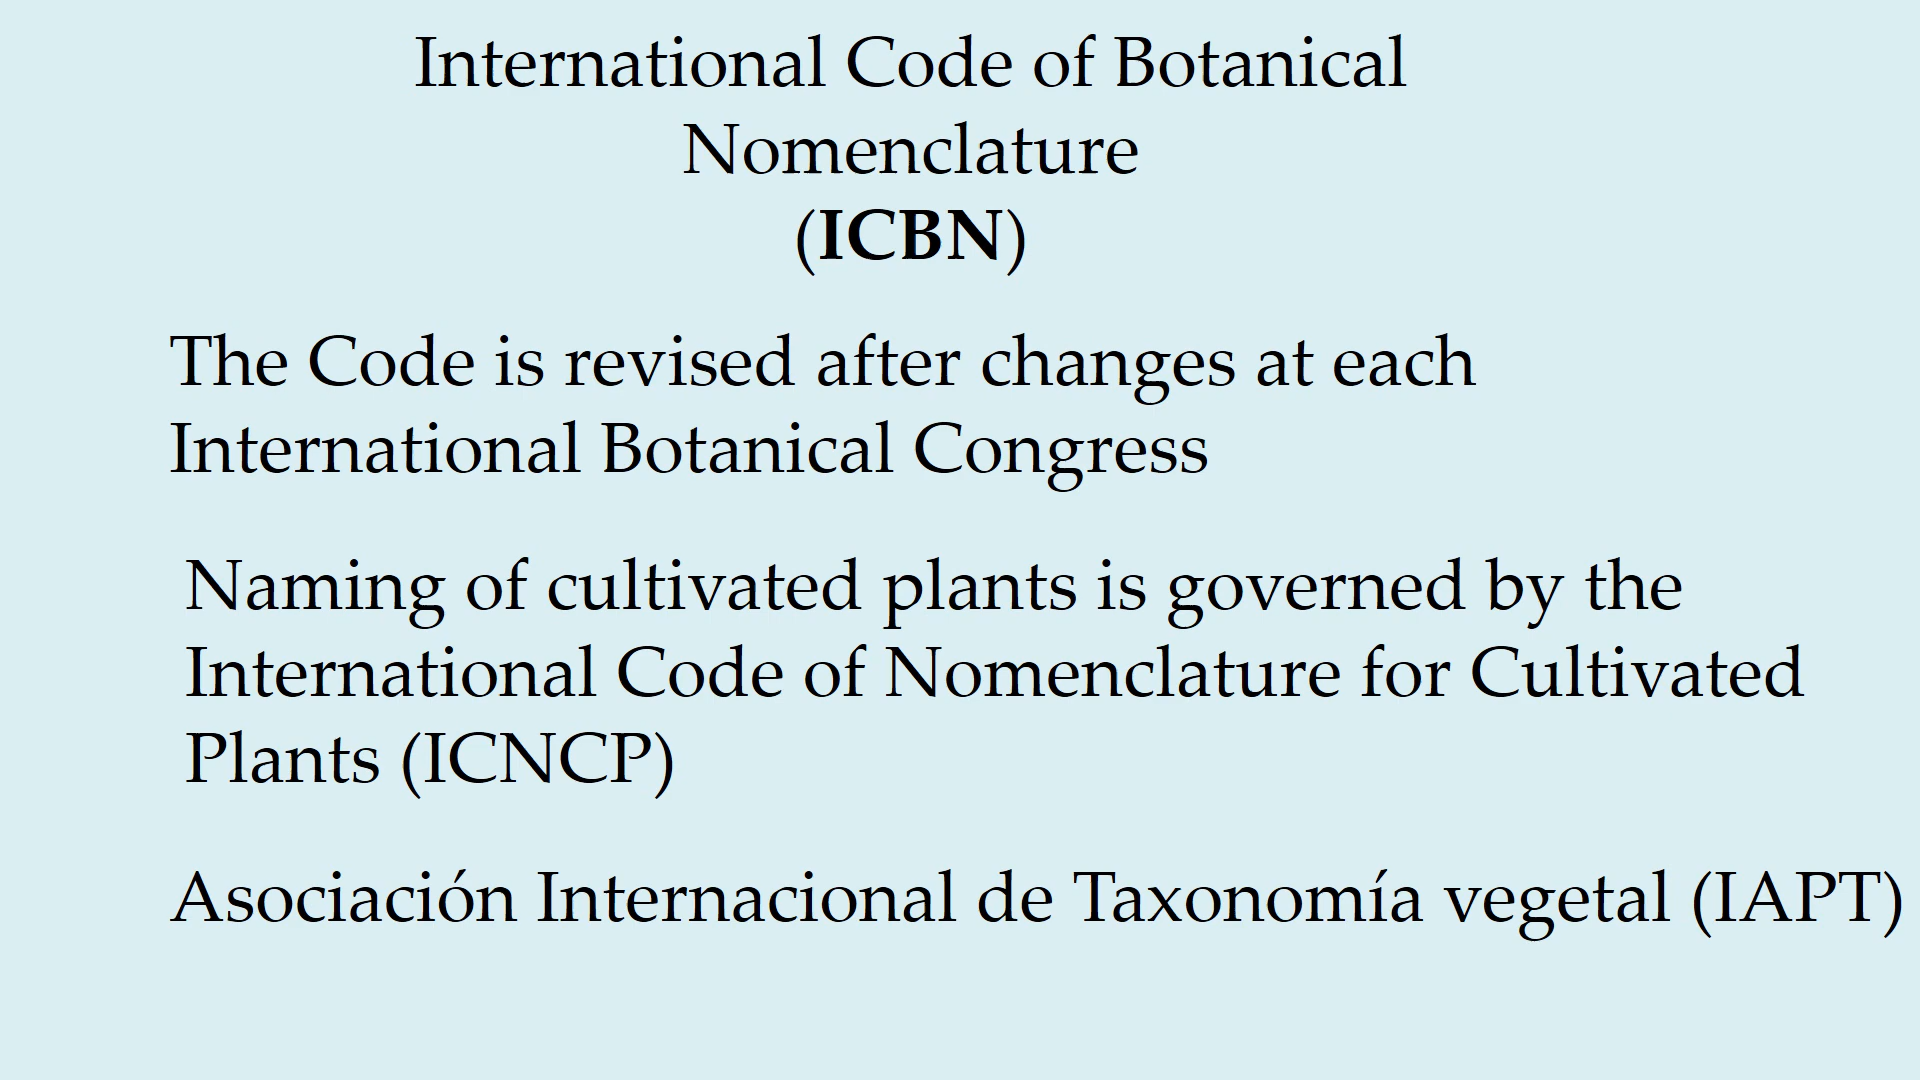 International Code of Botanical
Nomenclature
(ICBN)
The Code is revised after changes at each
International Botanical Congress
Naming of cultivated plants is governed by the
International Code of Nomenclature for Cultivated
Plants (ICNCP)
Asociación Internacional de Taxonomía vegetal (IAPT)